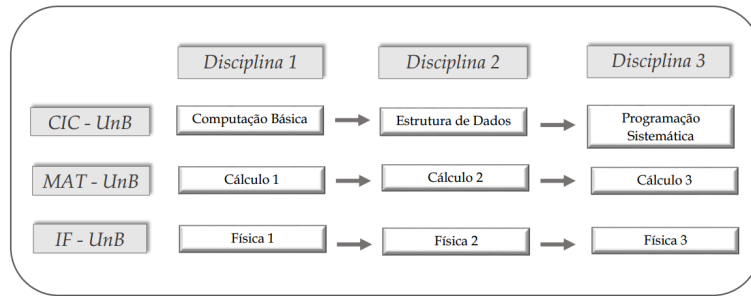 Disciplina 1
Disciplina 2
Disciplina 3
CIC - UnB
Computação Básica
Estrutura de Dados
Programação
Sistemática
MAT - UnB
Cálculo 1
Cálculo 2
Cálculo 3
IF - UnB
Física 1
Física 2
Física 3